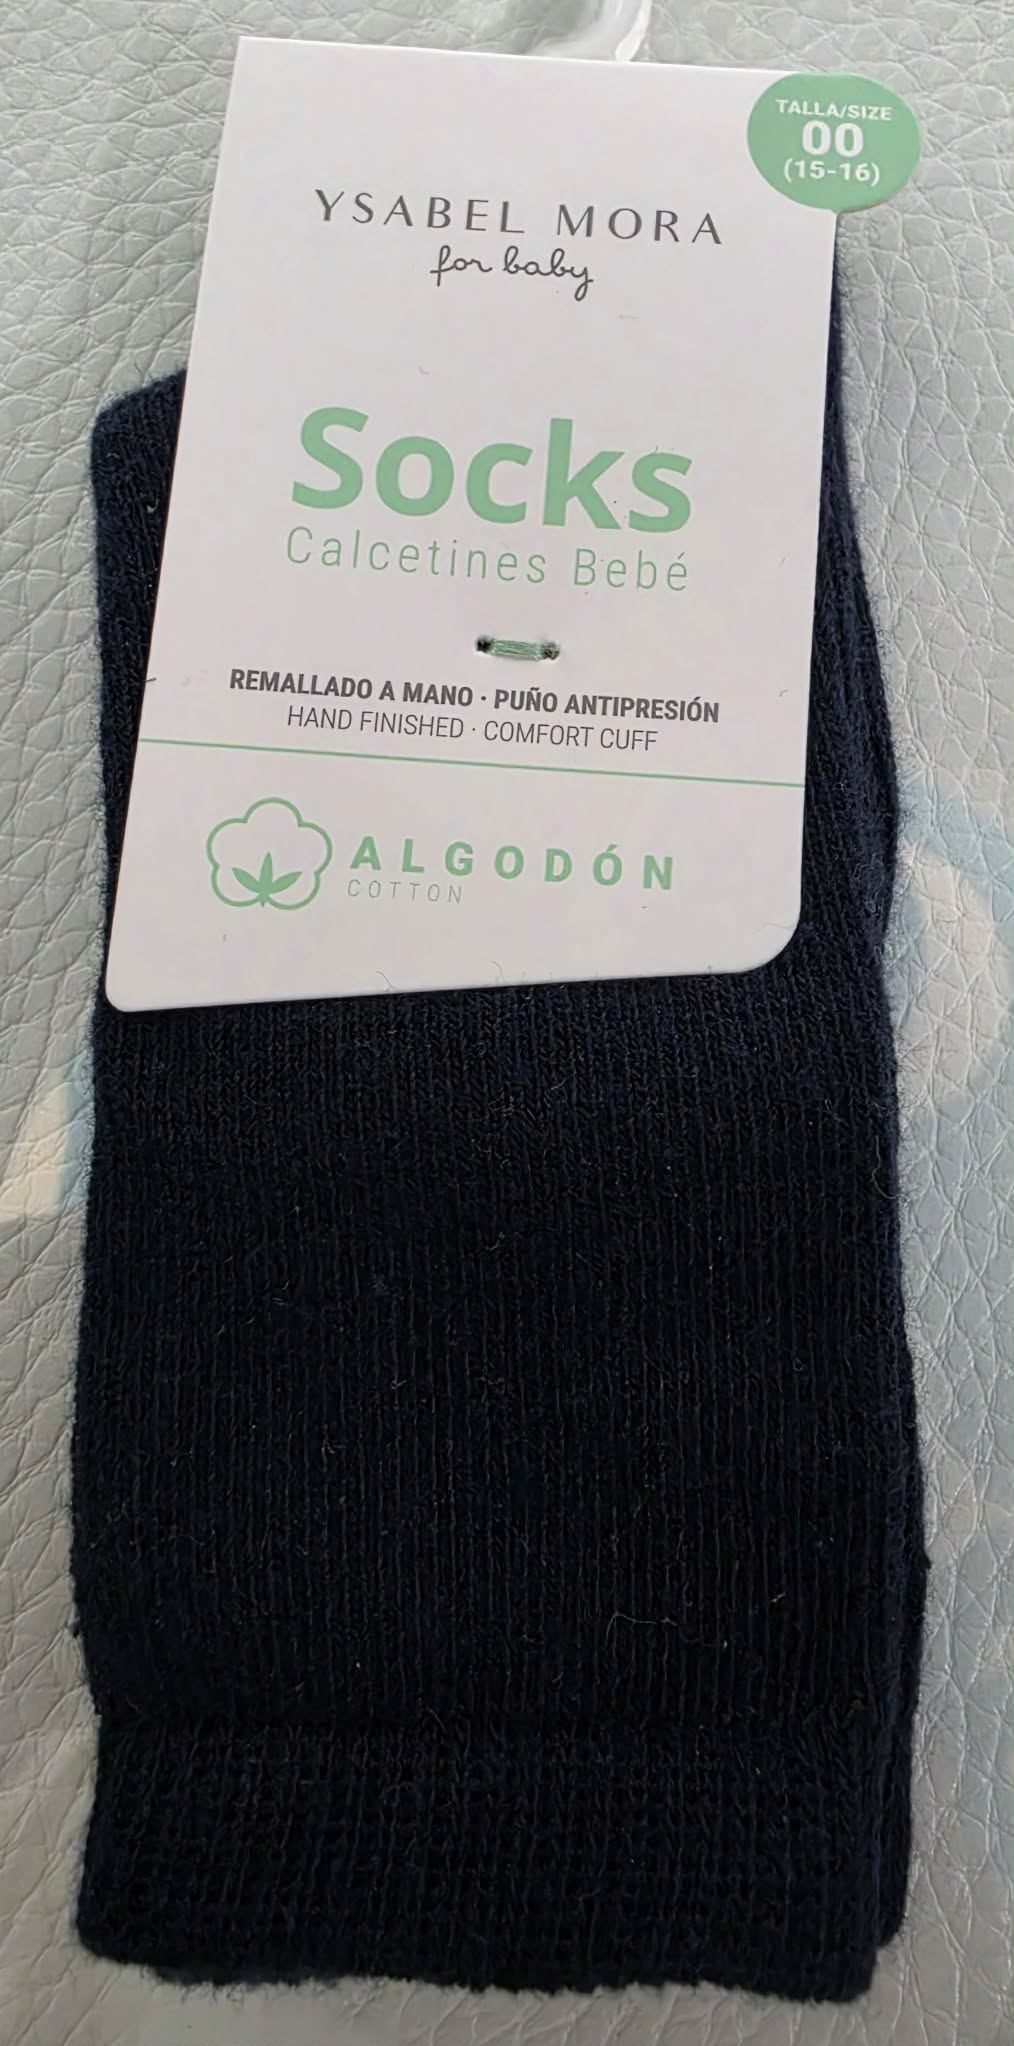 TALLA/SIZE
00
(15-16)
YSABEL MORA
for baby
Socks
Calcetines Bebé
REMALLADO A MANO · PUÑO ANTIPRESIÓN
HAND FINISHED · COMFORT CUFF
ALGODÓN
COTTON